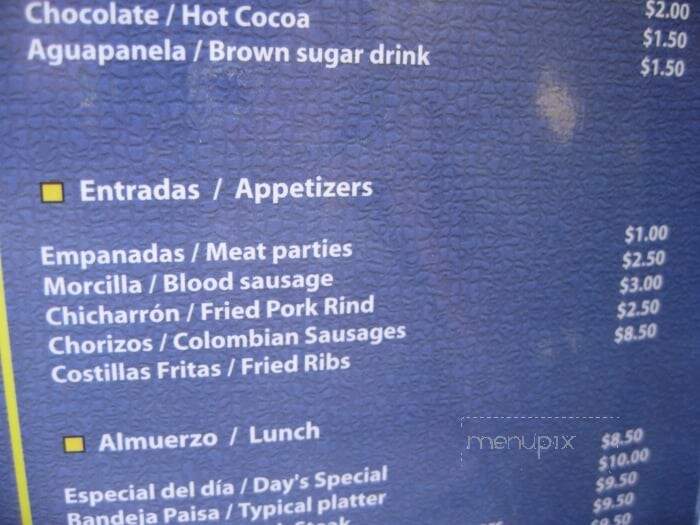 Chocolate / Hot Cocoa $2.00
Aguapanela / Brown sugar drink $1.50
$1.50
Entradas / Appetizers
Empanadas / Meat parties $1.00
Morcilla / Blood sausage $2.50
Chicharrón / Fried Pork Rind $3.00
Chorizos / Colombian Sausages $2.50
Costillas Fritas / Fried Ribs $8.50
Almuerzo / Lunch
menupix
Especial del día / Day's Special $8.50
Bandeja Paisa / Typical platter $10.00
Steak $9.50
$9.50
.50